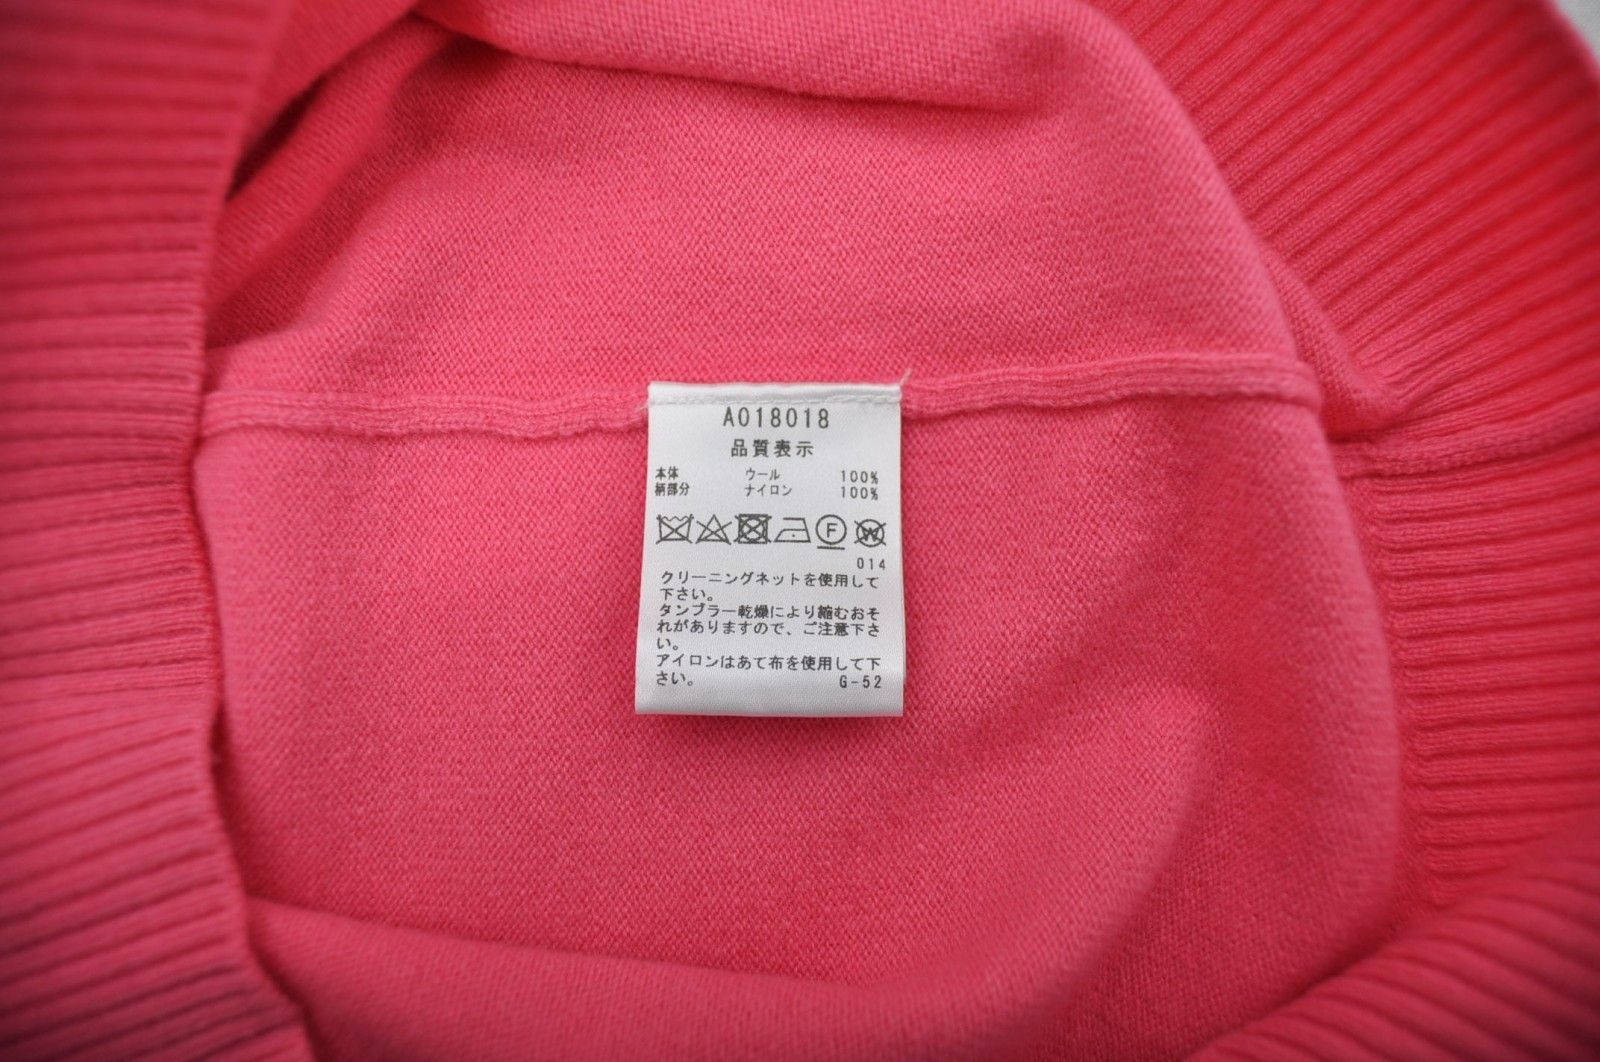 A018018
品質表示
本体 ウール 100%
柄部分 ナイロン 100%
F W
014
クリーニングネットを使用して
下さい。
タンブラー乾燥により縮むおそ
れがありますので、ご注意下さ
い。
アイロンはあて布を使用して下
さい。 G-52